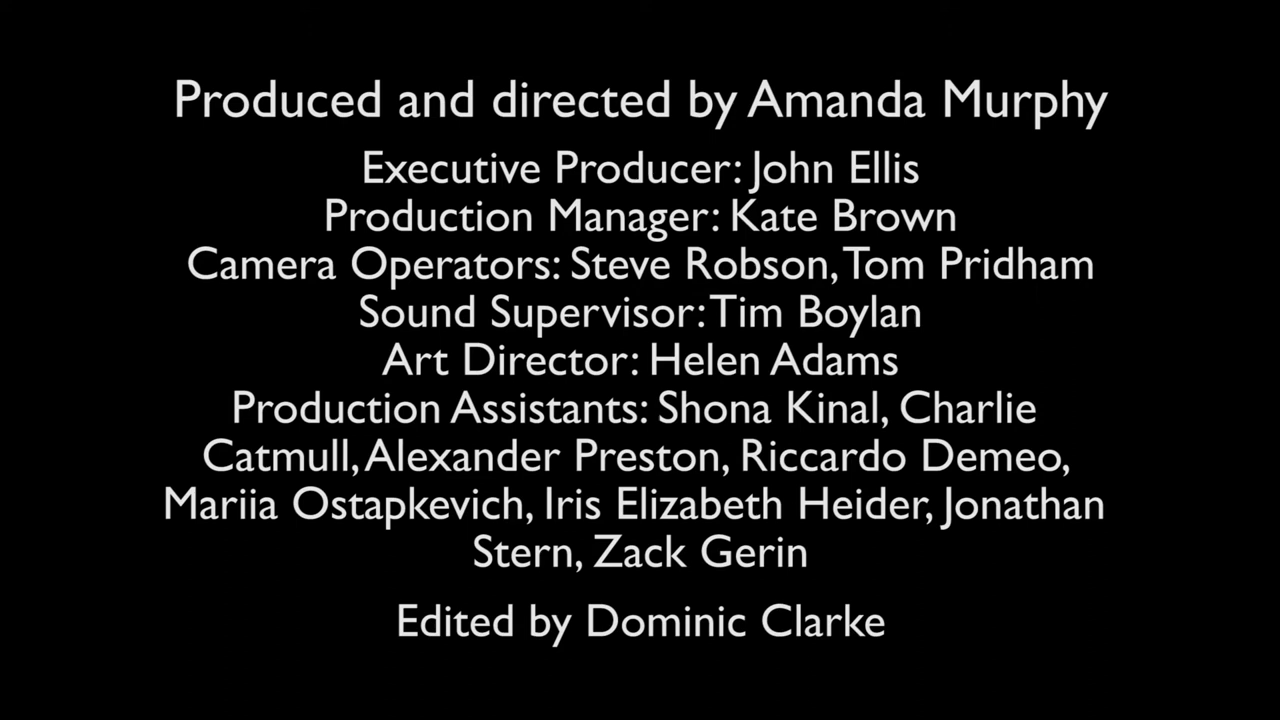 Produced and directed by Amanda Murphy
Executive Producer: John Ellis
Production Manager: Kate Brown
Camera Operators: Steve Robson, Tom Pridham
Sound Supervisor: Tim Boylan
Art Director: Helen Adams
Production Assistants: Shona Kinal, Charlie
Catmull, Alexander Preston, Riccardo Demeo,
Mariia Ostapkevich, Iris Elizabeth Heider, Jonathan
Stern, Zack Gerin
Edited by Dominic Clarke